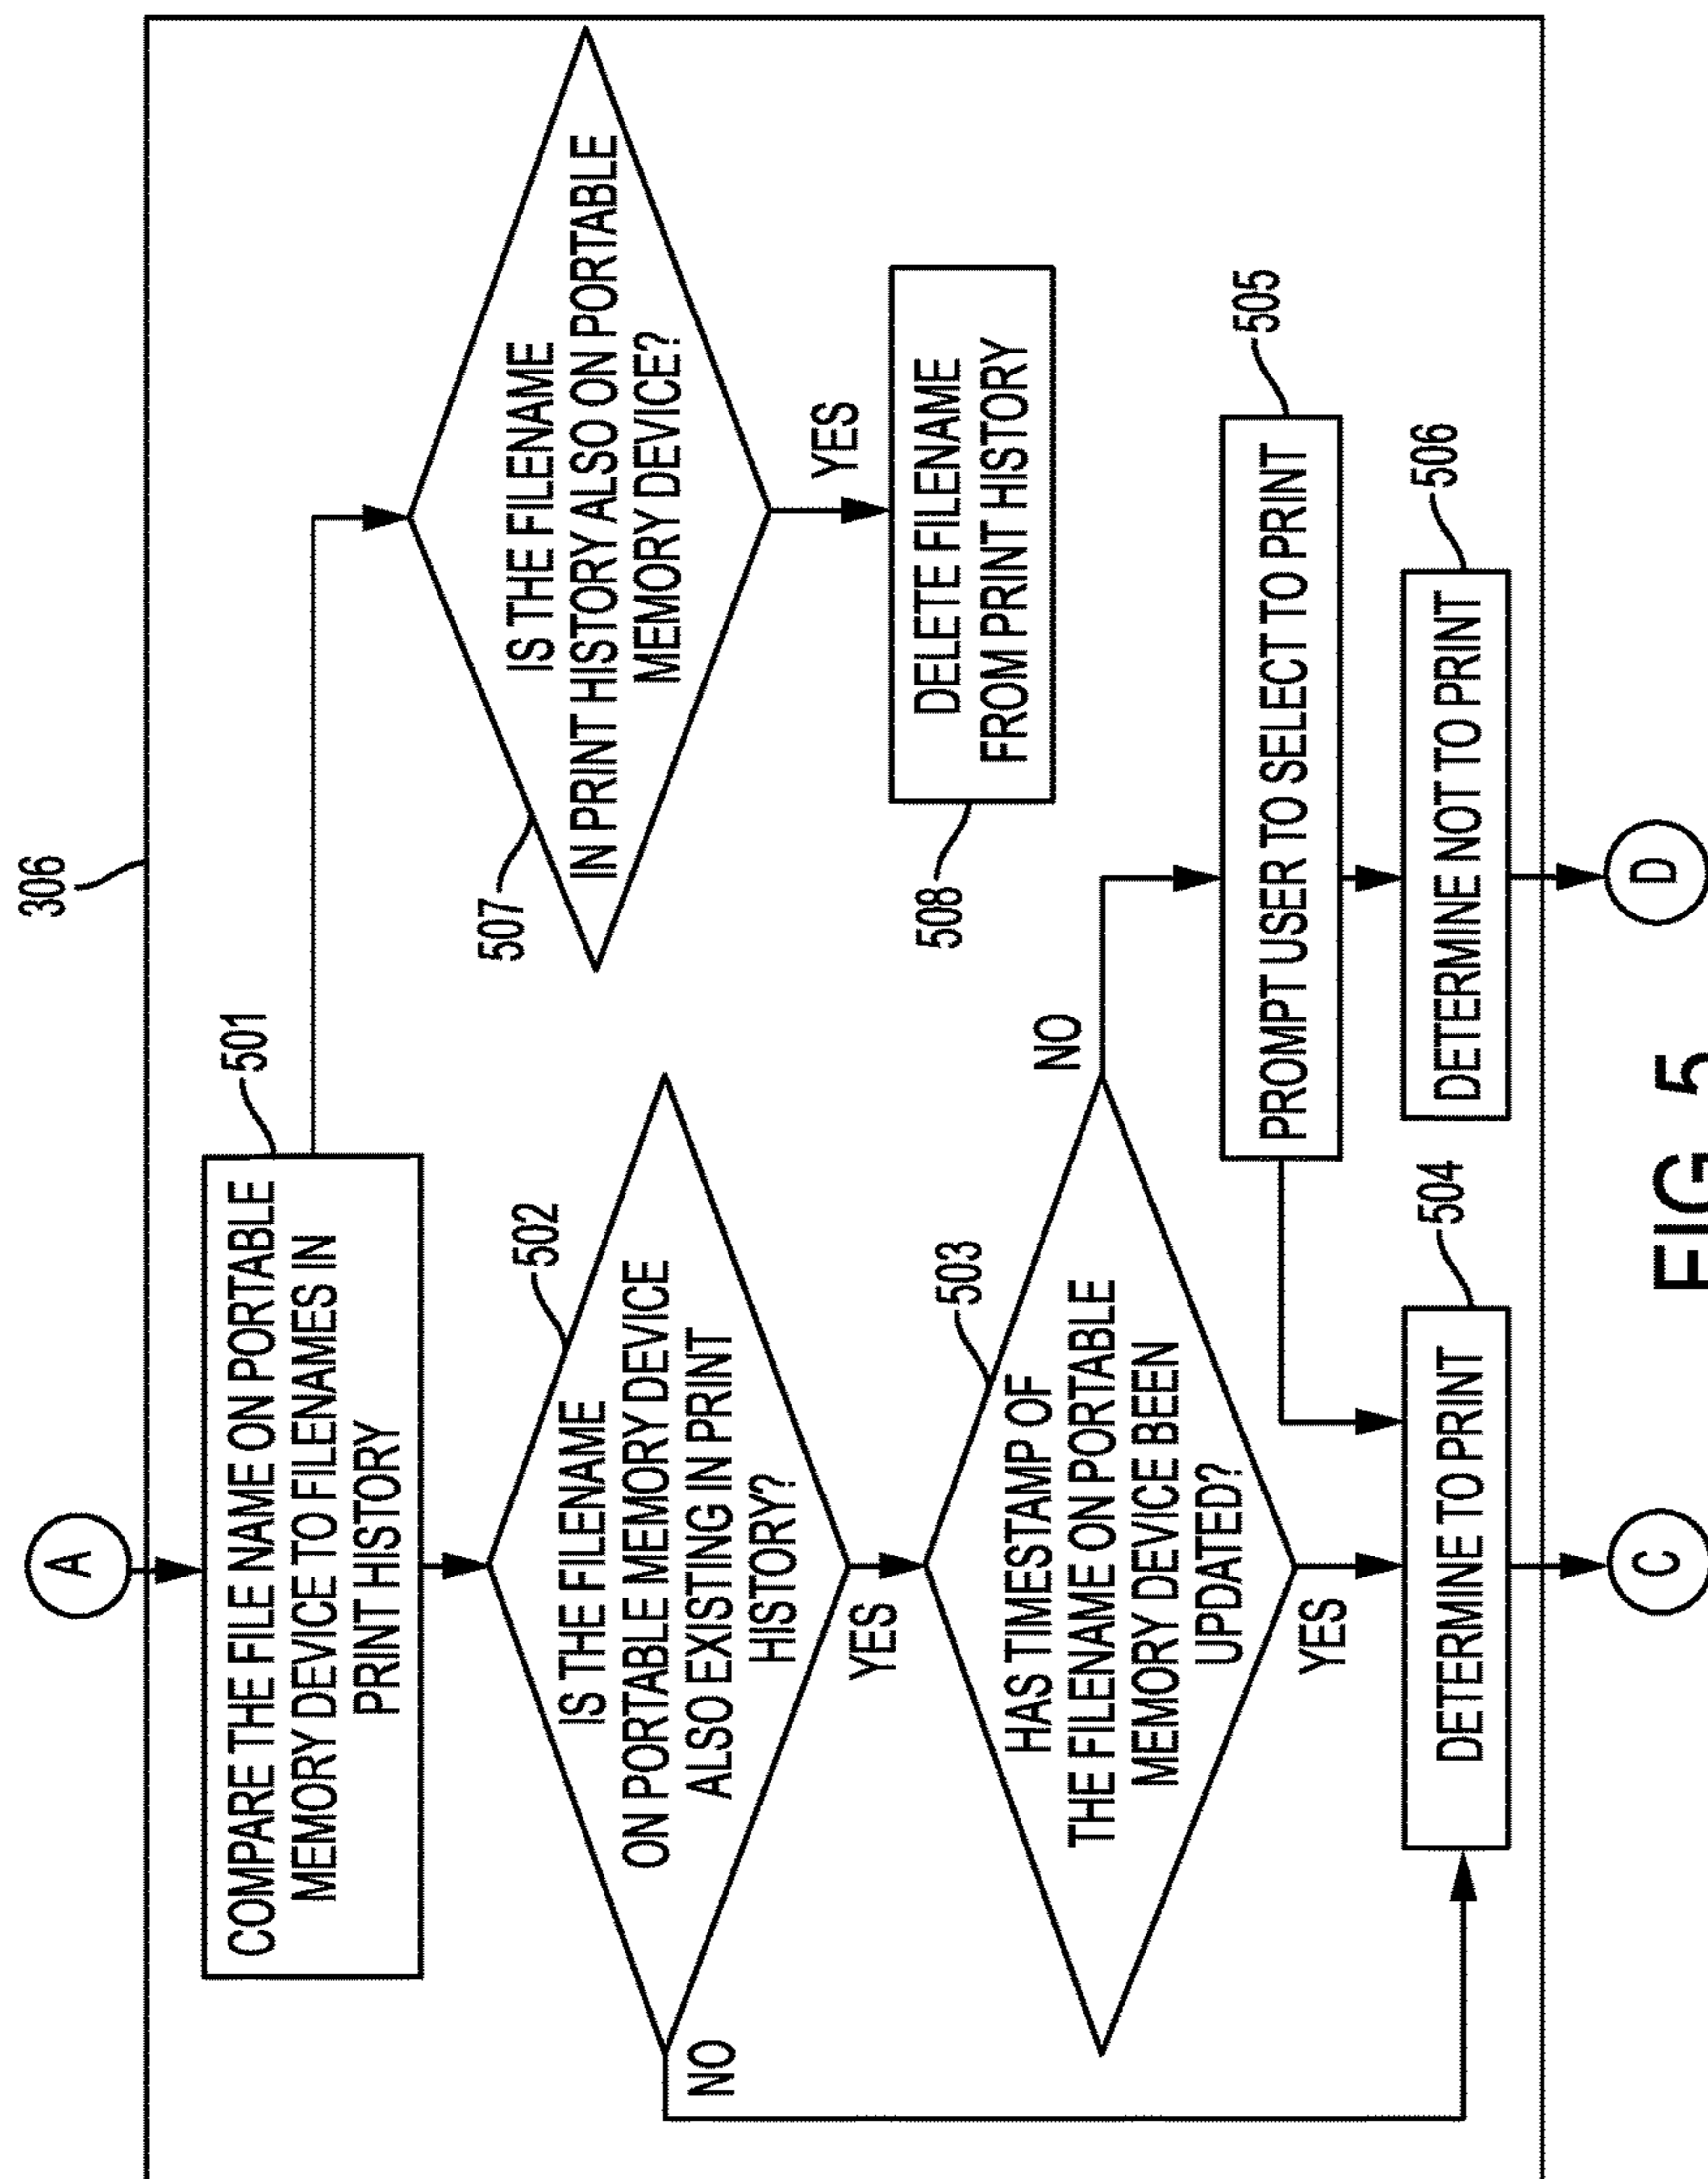 306
A
501
COMPARE THE FILE NAME ON PORTABLE
MEMORY DEVICE TO FILENAMES IN
PRINT HISTORY
502
IS THE FILENAME
ON PORTABLE MEMORY DEVICE
ALSO EXISTING IN PRINT
HISTORY?
NO
YES
503
HAS TIMESTAMP OF
THE FILENAME ON PORTABLE
MEMORY DEVICE BEEN
UPDATED?
NO
YES
504
DETERMINE TO PRINT
C
507
IS THE FILENAME
IN PRINT HISTORY ALSO ON PORTABLE
MEMORY DEVICE?
YES
508
DELETE FILENAME
FROM PRINT HISTORY
505
PROMPT USER TO SELECT TO PRINT
506
DETERMINE NOT TO PRINT
D
FIG. 5